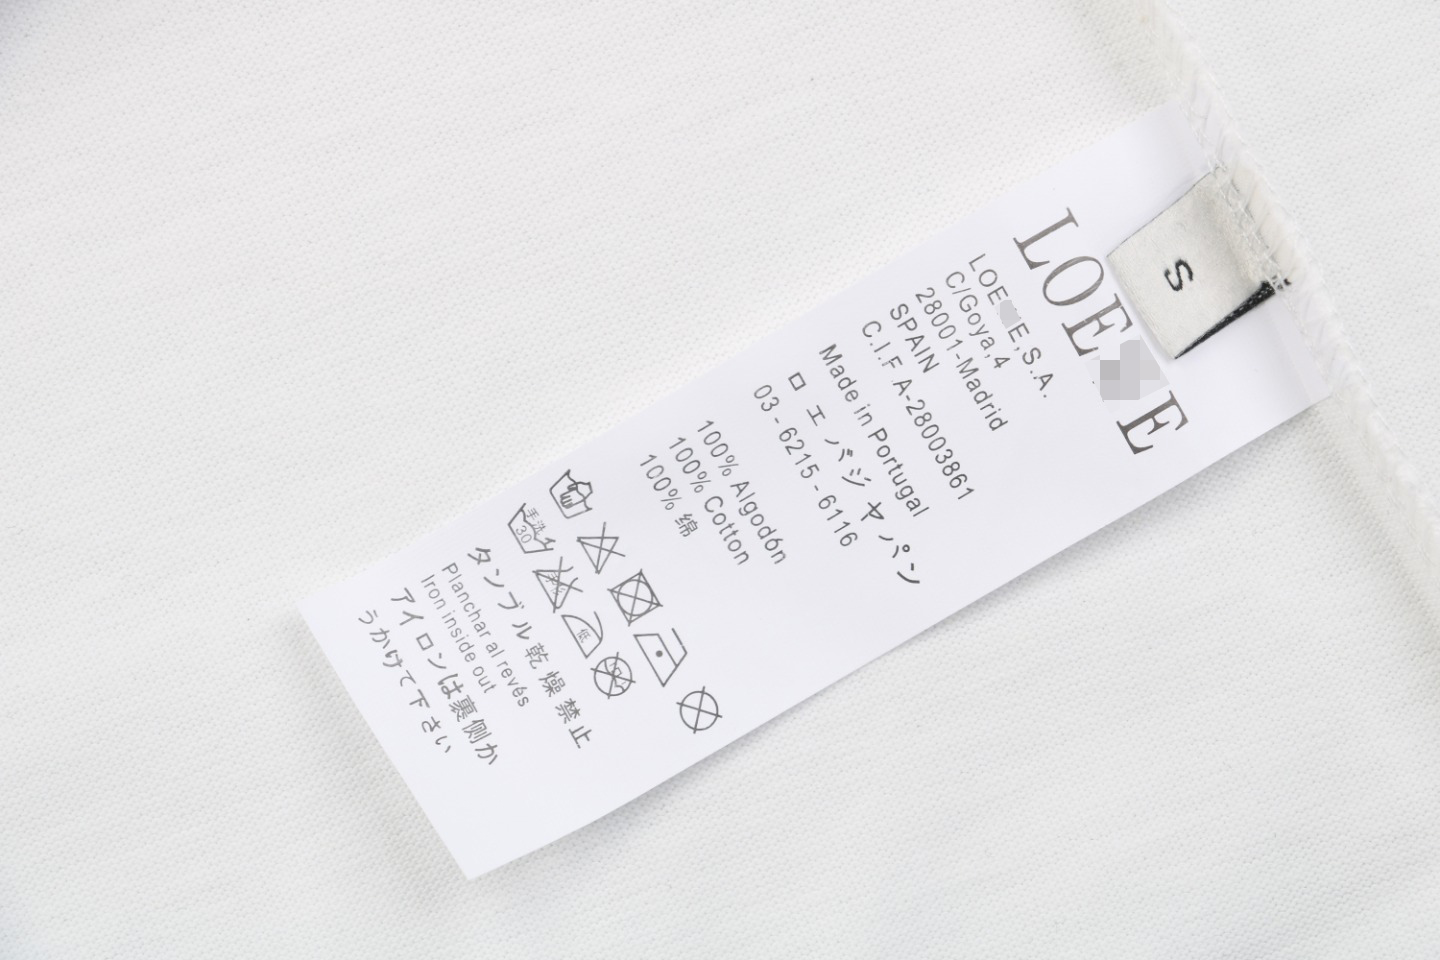 S
LOE E
LOE E,S.A.
C/Goya,4
28001-Madrid
SPAIN
C.I.F A-28003861
Made in Portugal
ロエバジャパン
03-6215-6116
100% Algodón
100% Cotton
100% 绵
手洗イ
30
低
タンブル乾燥禁止
Planchar al revés
Iron inside out
アイロンは裏側か
うかけて下さい